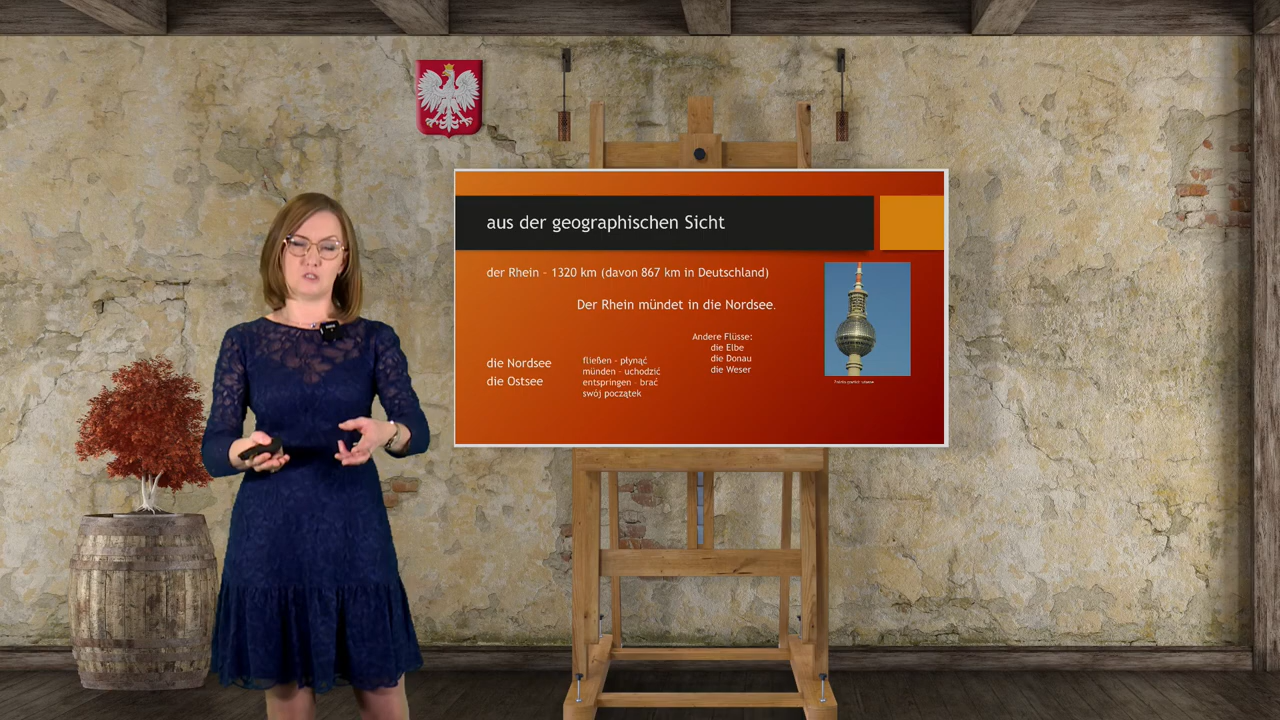 aus der geographischen Sicht
der Rhein – 1320 km (davon 867 km in Deutschland)
Der Rhein mündet in die Nordsee.
die Nordsee
die Ostsee
fließen – płynąć
münden – uchodzić
entspringen – brać
swój początek
Andere Flüsse:
die Elbe
die Donau
die Weser